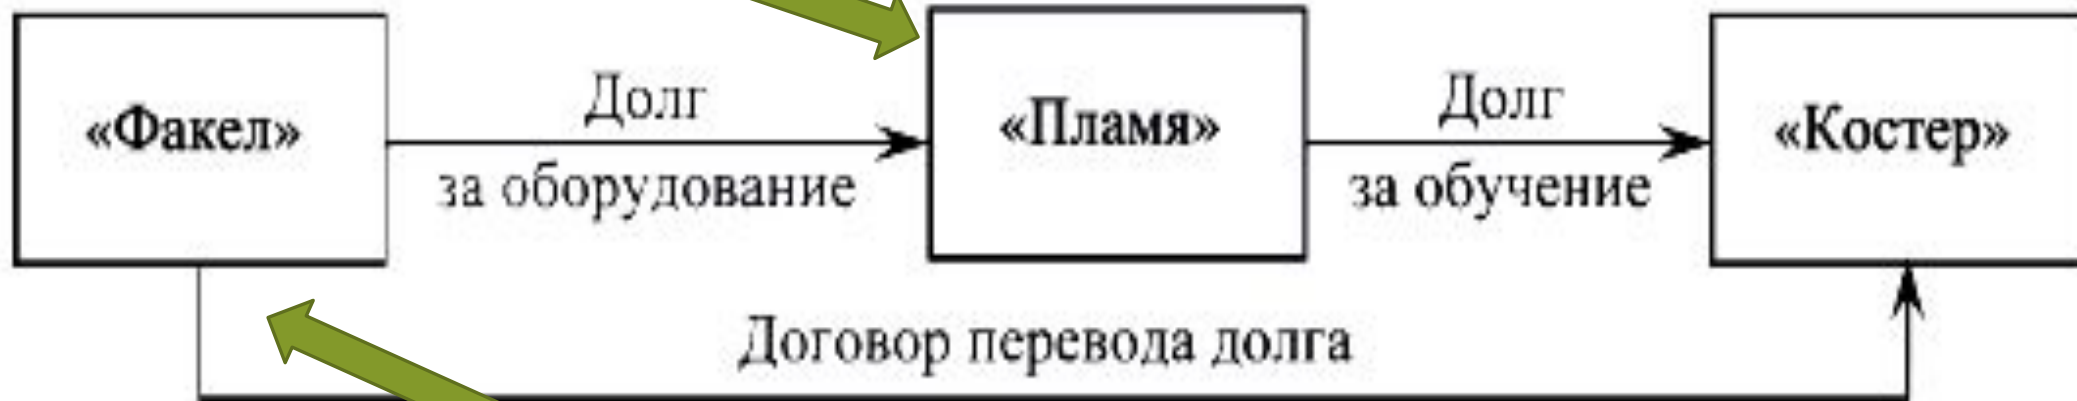 «Факел»
Долг
за оборудование
«Пламя»
Долг
за обучение
«Костер»
Договор перевода долга